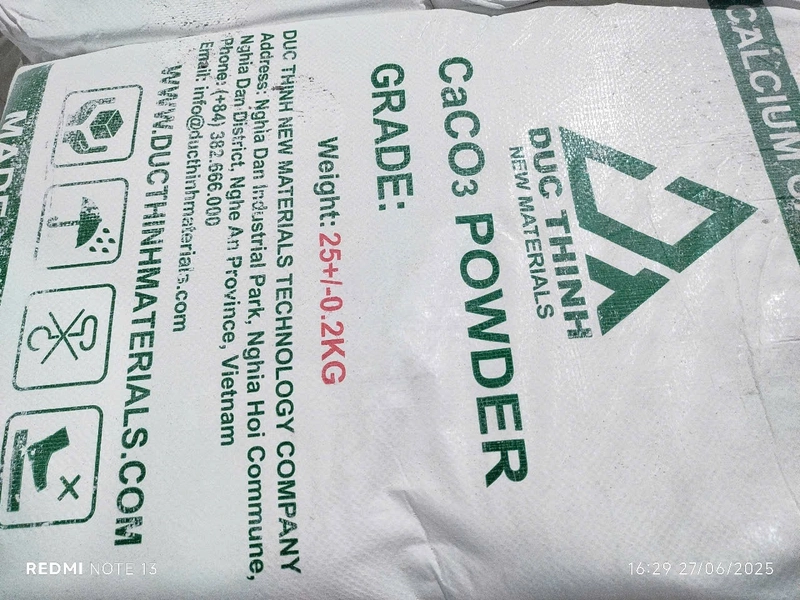 CALCIUM
DUC THINH
NEW MATERIALS
CaCO3 POWDER
GRADE:
Weight: 25+/-0.2KG
DUC THINH NEW MATERIALS TECHNOLOGY COMPANY
Address: Nghia Dan Industrial Park, Nghia Hoi Commune,
Nghia Dan District, Nghe An Province, Vietnam
Phone: (+84) 382.666.000
Email: info@ducthinhmaterials.com
WWW.DUCTHINHMATERIALS.COM
MADE
REDMI NOTE 13
16:29 27/06/2025